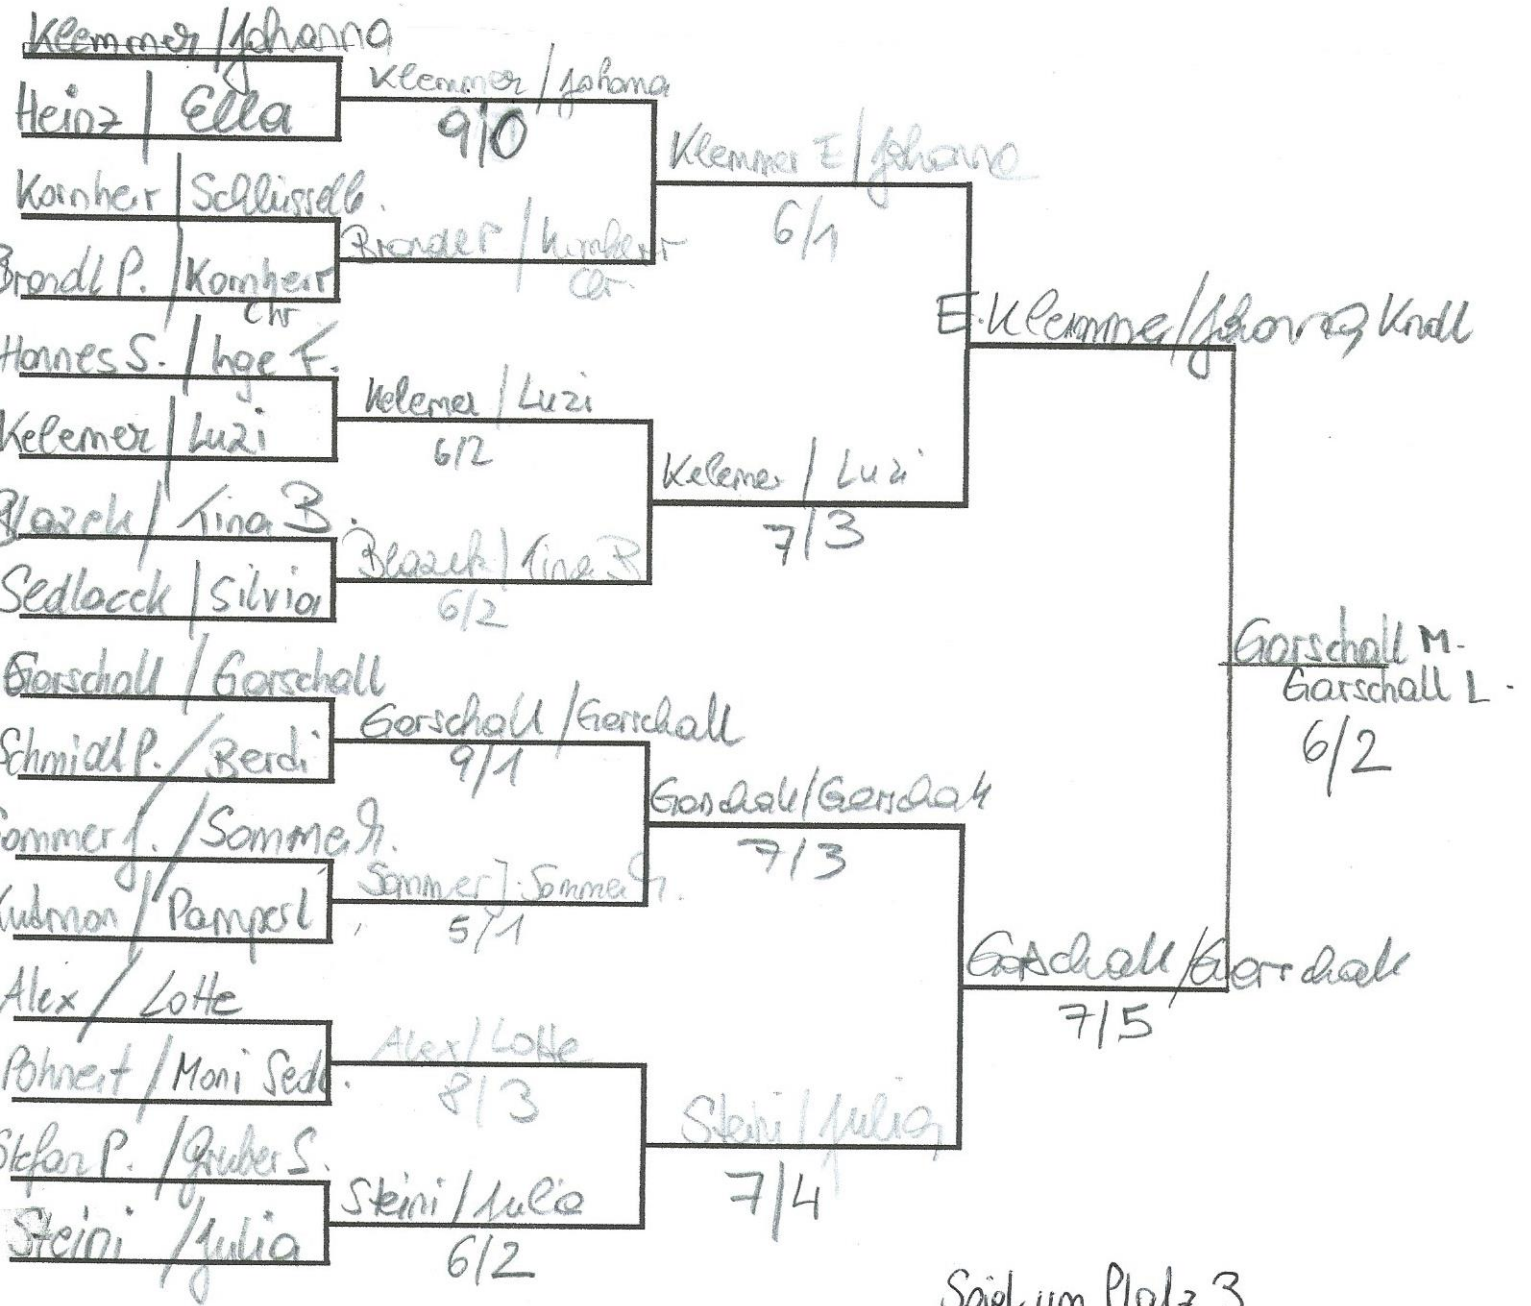 Klemmer / Johanna
Heinz / Ella
Kornherr / Schlüsselb.
Brandl P. / Kornherr
Chr
Hannes S. / Inge F.
Kelemer / Luzi
Blazek / Tina B.
Sedlacek / Silvia
Garschall / Garschall
Schmidl P. / Berdi
Sommer J. / Sommer G.
Kudman / Pamperl
Alex / Lotte
Pöhnert / Moni Sedl.
Stefan P. / Gruber S.
Steini / Julia
Klemmer / Johanna
9/0
Kornherr
Chr.
Kelemer / Luzi
6/2
Blazek / Tina B
6/2
Garschall / Garschall
9/1
Sommer J. Sommer G.
5/1
Alex / Lotte
8/3
Steini / Julia
6/2
Klemmer E / Johanna
6/1
Kelemer / Luzi
7/3
Garschall / Garschall
7/3
Steini / Julia
7/4
E. Klemmer / Johanna Knoll
Garschall / Garschall
7/5
Garschall M.
Garschall L.
6/2
Spiel um Platz 3